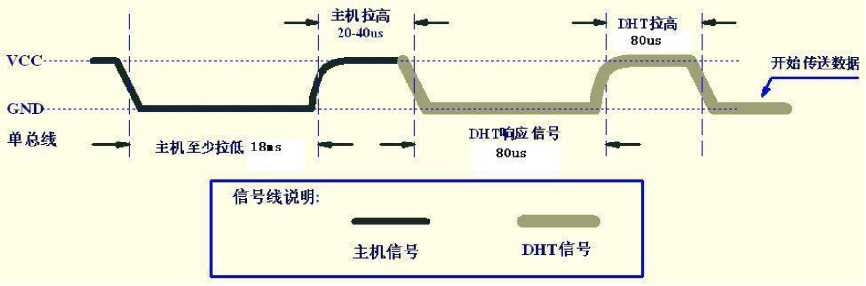 主机拉高
20-40us
DHT拉高
80us
VCC
开始传送数据
GND
单总线
主机至少拉低 18ms
DHT响应信号
80us
信号线说明:
主机信号
DHT信号